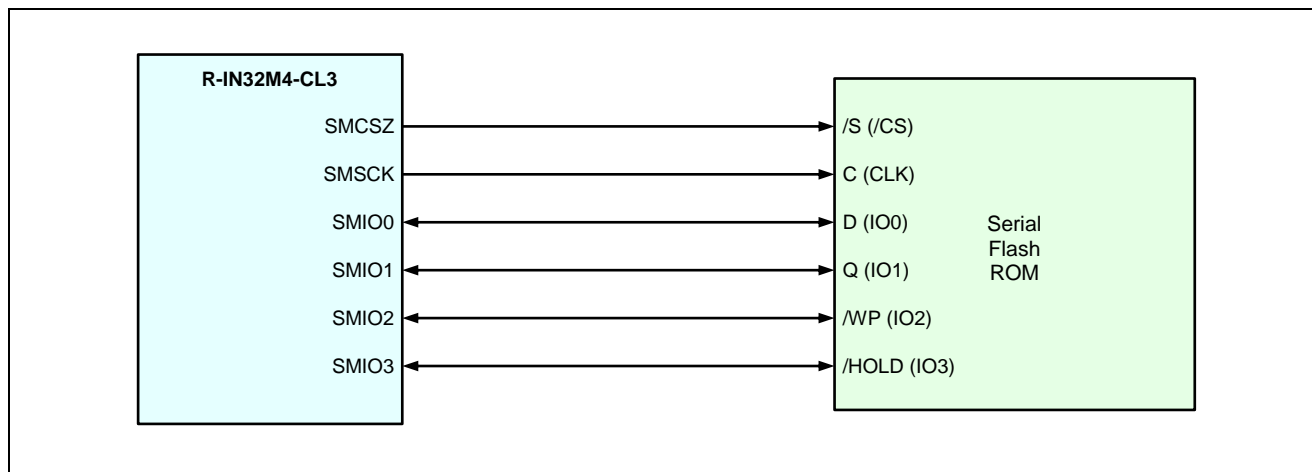 R-IN32M4-CL3
SMCSZ
SMSCK
SMIO0
SMIO1
SMIO2
SMIO3
/S (/CS)
C (CLK)
D (IO0)
Q (IO1)
/WP (IO2)
/HOLD (IO3)
Serial
Flash
ROM